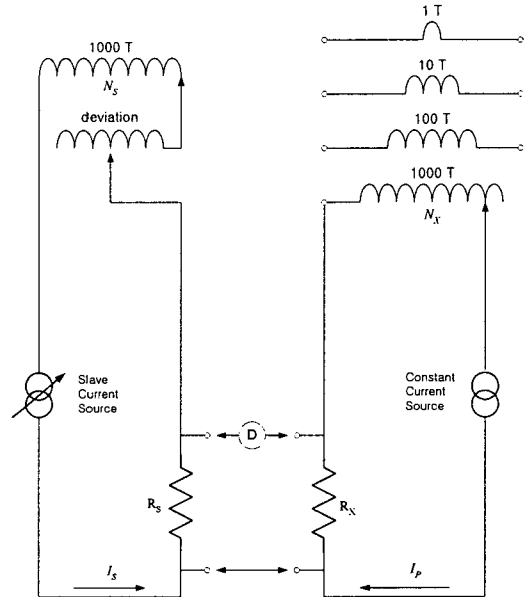 1000 T
N_S
deviation
1 T
10 T
100 T
1000 T
N_X
Slave
Current
Source
Constant
Current
Source
D
R_S
R_X
I_S
I_P